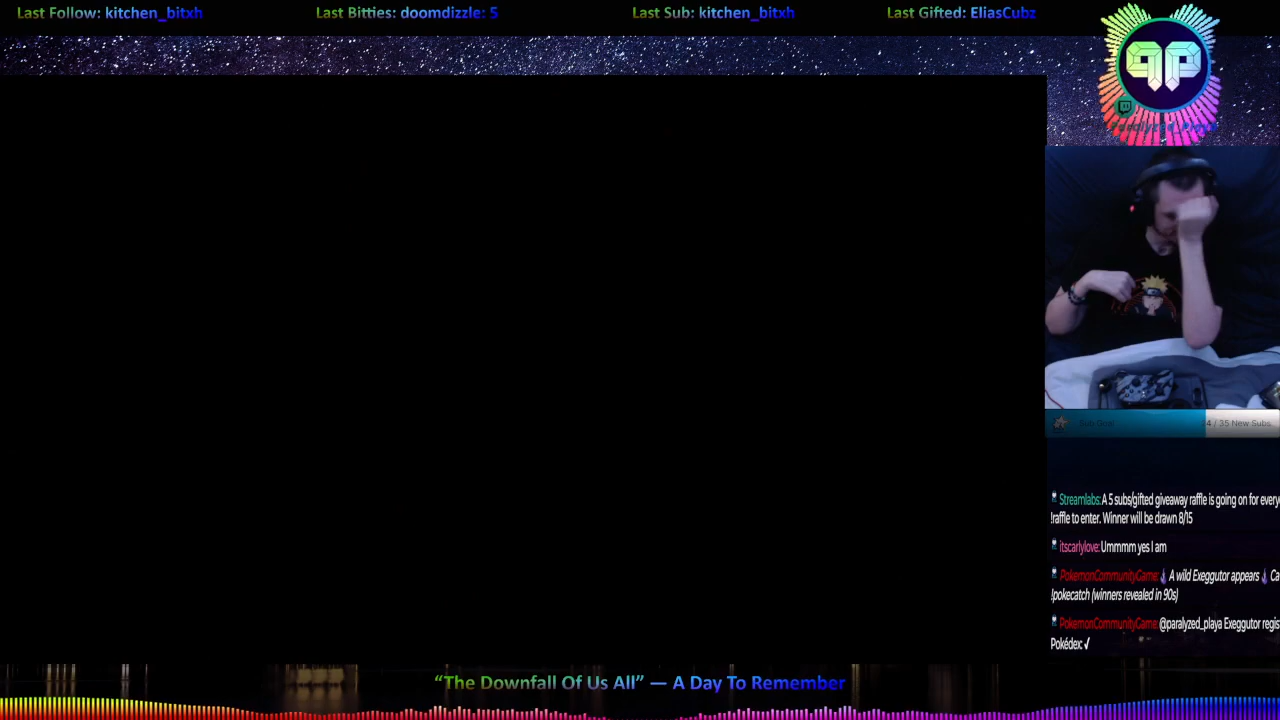 Last Follow: kitchen_bitxh
Last Bitties: doomdizzle: 5
Last Sub: kitchen_bitxh
Last Gifted: EliasCubz
Paralyzed_Playa
4 / 35 New Subs
Streamlabs: A 5 subs/gifted giveaway raffle is going on for every
!raffle to enter. Winner will be drawn 8/15
itscarlylove: Ummmm yes I am
PokemonCommunityGame: A wild Exeggutor appears Ca
!pokecatch (winners revealed in 90s)
PokemonCommunityGame: @paralyzed_playa Exeggutor regis
Pokédex: ✓
“The Downfall Of Us All” — A Day To Remember